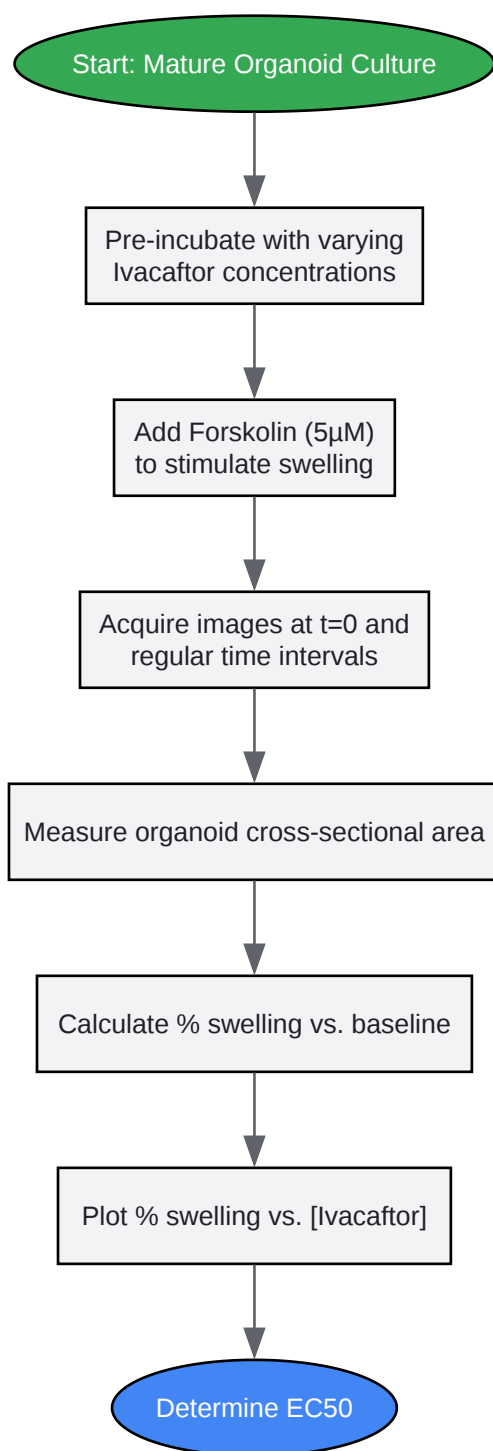 Start: Mature Organoid Culture
Pre-incubate with varying
Ivacaftor concentrations
Add Forskolin (5µM)
to stimulate swelling
Acquire images at t=0 and
regular time intervals
Measure organoid cross-sectional area
Calculate % swelling vs. baseline
Plot % swelling vs. [Ivacaftor]
Determine EC50